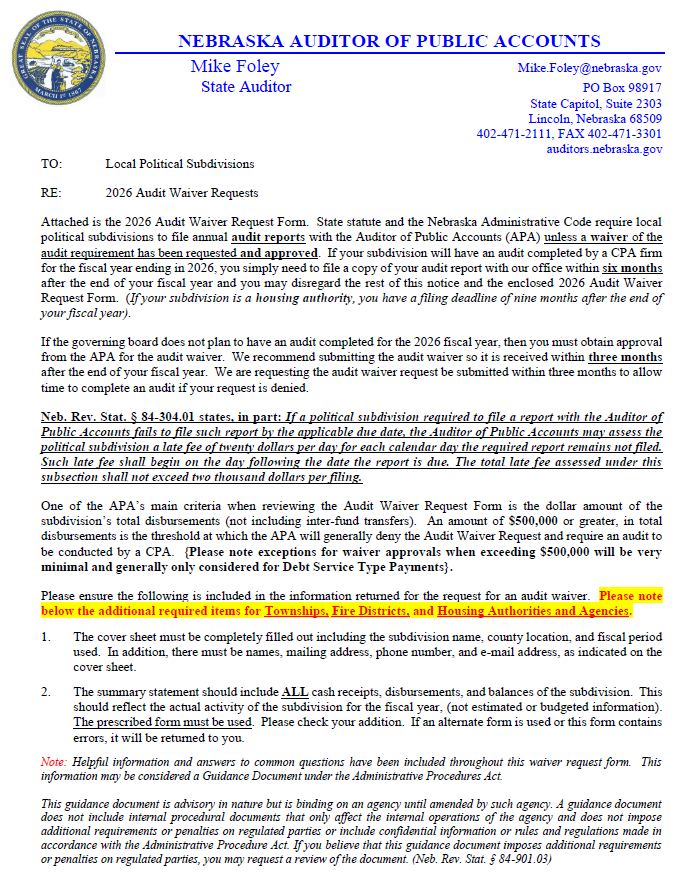 GREAT SEAL OF THE STATE OF NEBRASKA
MARCH 1ST 1867
NEBRASKA AUDITOR OF PUBLIC ACCOUNTS
Mike Foley
State Auditor
Mike.Foley@nebraska.gov
PO Box 98917
State Capitol, Suite 2303
Lincoln, Nebraska 68509
402-471-2111, FAX 402-471-3301
auditors.nebraska.gov
TO: Local Political Subdivisions
RE: 2026 Audit Waiver Requests
Attached is the 2026 Audit Waiver Request Form. State statute and the Nebraska Administrative Code require local
political subdivisions to file annual audit reports with the Auditor of Public Accounts (APA) unless a waiver of the
audit requirement has been requested and approved. If your subdivision will have an audit completed by a CPA firm
for the fiscal year ending in 2026, you simply need to file a copy of your audit report with our office within six months
after the end of your fiscal year and you may disregard the rest of this notice and the enclosed 2026 Audit Waiver
Request Form. (If your subdivision is a housing authority, you have a filing deadline of nine months after the end of
your fiscal year).
If the governing board does not plan to have an audit completed for the 2026 fiscal year, then you must obtain approval
from the APA for the audit waiver. We recommend submitting the audit waiver so it is received within three months
after the end of your fiscal year. We are requesting the audit waiver request be submitted within three months to allow
time to complete an audit if your request is denied.
Neb. Rev. Stat. § 84-304.01 states, in part: If a political subdivision required to file a report with the Auditor of
Public Accounts fails to file such report by the applicable due date, the Auditor of Public Accounts may assess the
political subdivision a late fee of twenty dollars per day for each calendar day the required report remains not filed.
Such late fee shall begin on the day following the date the report is due. The total late fee assessed under this
subsection shall not exceed two thousand dollars per filing.
One of the APA's main criteria when reviewing the Audit Waiver Request Form is the dollar amount of the
subdivision's total disbursements (not including inter-fund transfers). An amount of $500,000 or greater, in total
disbursements is the threshold at which the APA will generally deny the Audit Waiver Request and require an audit to
be conducted by a CPA. {Please note exceptions for waiver approvals when exceeding $500,000 will be very
minimal and generally only considered for Debt Service Type Payments}.
Please ensure the following is included in the information returned for the request for an audit waiver. Please note
below the additional required items for Townships, Fire Districts, and Housing Authorities and Agencies.
1. The cover sheet must be completely filled out including the subdivision name, county location, and fiscal period
used. In addition, there must be names, mailing address, phone number, and e-mail address, as indicated on the
cover sheet.
2. The summary statement should include ALL cash receipts, disbursements, and balances of the subdivision. This
should reflect the actual activity of the subdivision for the fiscal year, (not estimated or budgeted information).
The prescribed form must be used. Please check your addition. If an alternate form is used or this form contains
errors, it will be returned to you.
Note: Helpful information and answers to common questions have been included throughout this waiver request form. This
information may be considered a Guidance Document under the Administrative Procedures Act.
This guidance document is advisory in nature but is binding on an agency until amended by such agency. A guidance document
does not include internal procedural documents that only affect the internal operations of the agency and does not impose
additional requirements or penalties on regulated parties or include confidential information or rules and regulations made in
accordance with the Administrative Procedure Act. If you believe that this guidance document imposes additional requirements
or penalties on regulated parties, you may request a review of the document. (Neb. Rev. Stat. § 84-901.03)